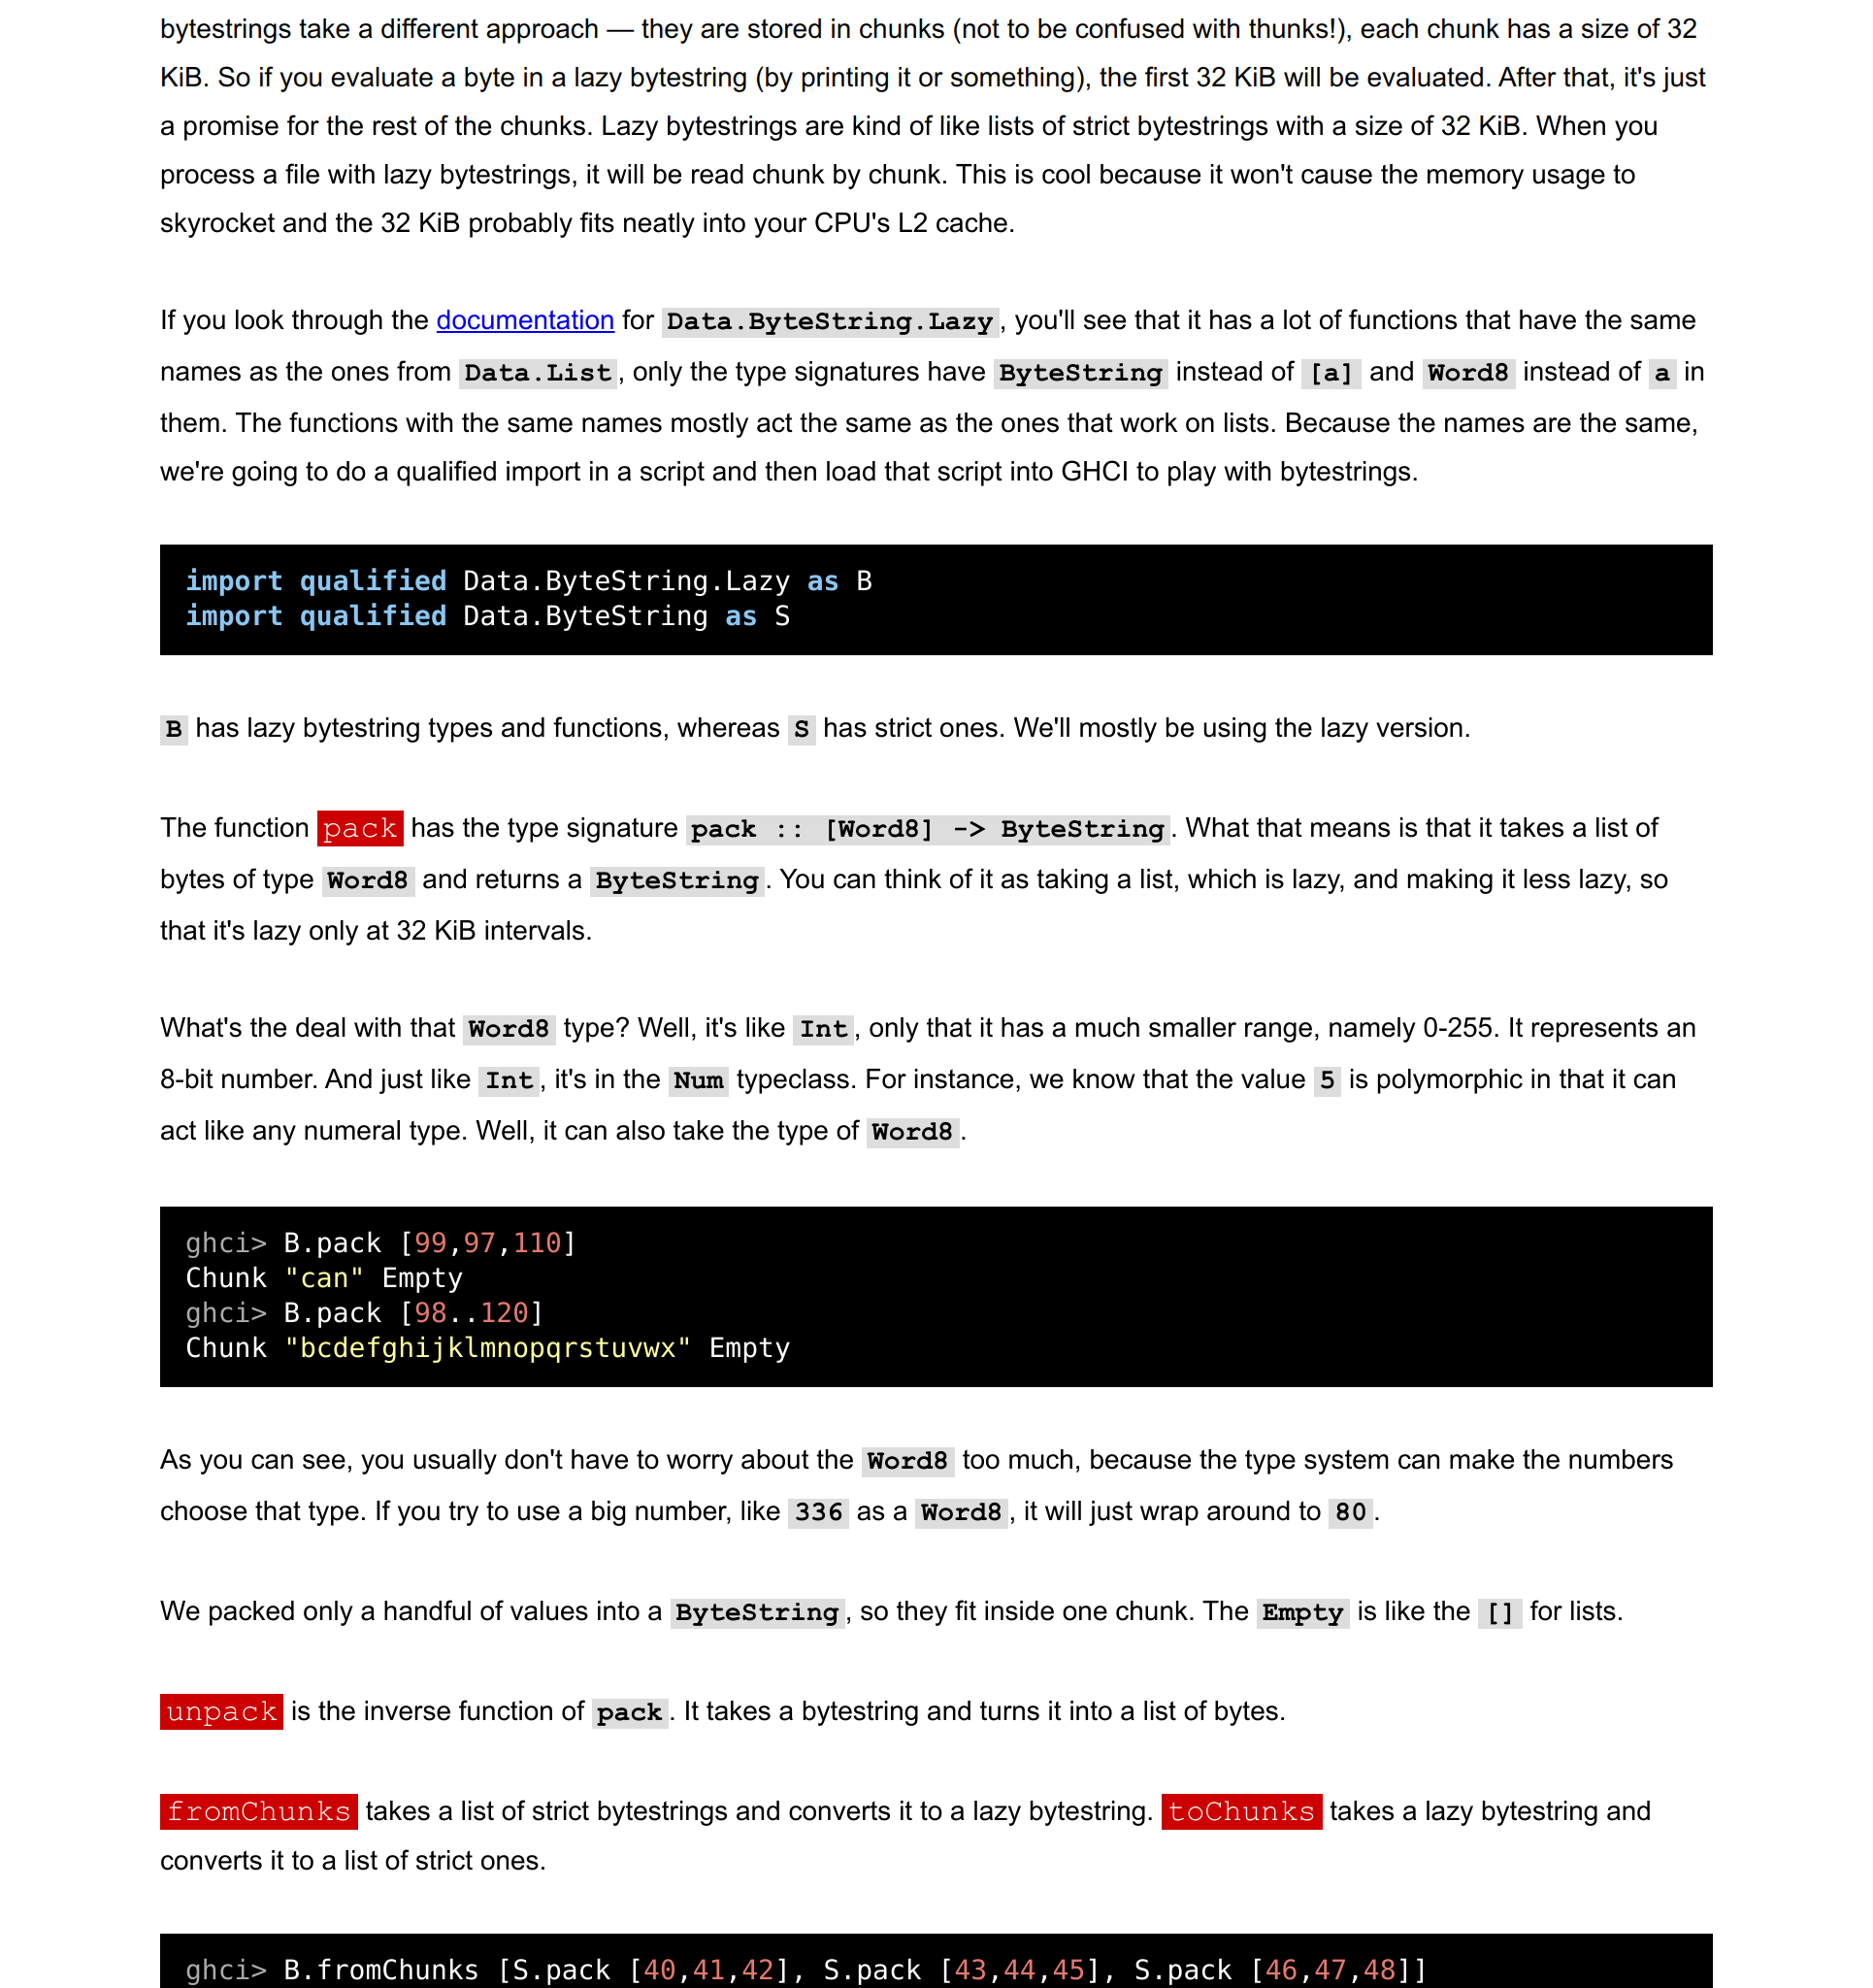 bytestrings take a different approach — they are stored in chunks (not to be confused with thunks!), each chunk has a size of 32
KiB. So if you evaluate a byte in a lazy bytestring (by printing it or something), the first 32 KiB will be evaluated. After that, it's just
a promise for the rest of the chunks. Lazy bytestrings are kind of like lists of strict bytestrings with a size of 32 KiB. When you
process a file with lazy bytestrings, it will be read chunk by chunk. This is cool because it won't cause the memory usage to
skyrocket and the 32 KiB probably fits neatly into your CPU's L2 cache.
If you look through the documentation for Data.ByteString.Lazy, you'll see that it has a lot of functions that have the same
names as the ones from Data.List, only the type signatures have ByteString instead of [a] and Word8 instead of a in
them. The functions with the same names mostly act the same as the ones that work on lists. Because the names are the same,
we're going to do a qualified import in a script and then load that script into GHCI to play with bytestrings.
import qualified Data.ByteString.Lazy as B
import qualified Data.ByteString as S
B has lazy bytestring types and functions, whereas S has strict ones. We'll mostly be using the lazy version.
The function pack has the type signature pack :: [Word8] -> ByteString. What that means is that it takes a list of
bytes of type Word8 and returns a ByteString. You can think of it as taking a list, which is lazy, and making it less lazy, so
that it's lazy only at 32 KiB intervals.
What's the deal with that Word8 type? Well, it's like Int, only that it has a much smaller range, namely 0-255. It represents an
8-bit number. And just like Int, it's in the Num typeclass. For instance, we know that the value 5 is polymorphic in that it can
act like any numeral type. Well, it can also take the type of Word8.
ghci> B.pack [99,97,110]
Chunk "can" Empty
ghci> B.pack [98..120]
Chunk "bcdefghijklmnopqrstuvwx" Empty
As you can see, you usually don't have to worry about the Word8 too much, because the type system can make the numbers
choose that type. If you try to use a big number, like 336 as a Word8, it will just wrap around to 80.
We packed only a handful of values into a ByteString, so they fit inside one chunk. The Empty is like the [] for lists.
unpack is the inverse function of pack. It takes a bytestring and turns it into a list of bytes.
fromChunks takes a list of strict bytestrings and converts it to a lazy bytestring. toChunks takes a lazy bytestring and
converts it to a list of strict ones.
ghci> B.fromChunks [S.pack [40,41,42], S.pack [43,44,45], S.pack [46,47,48]]